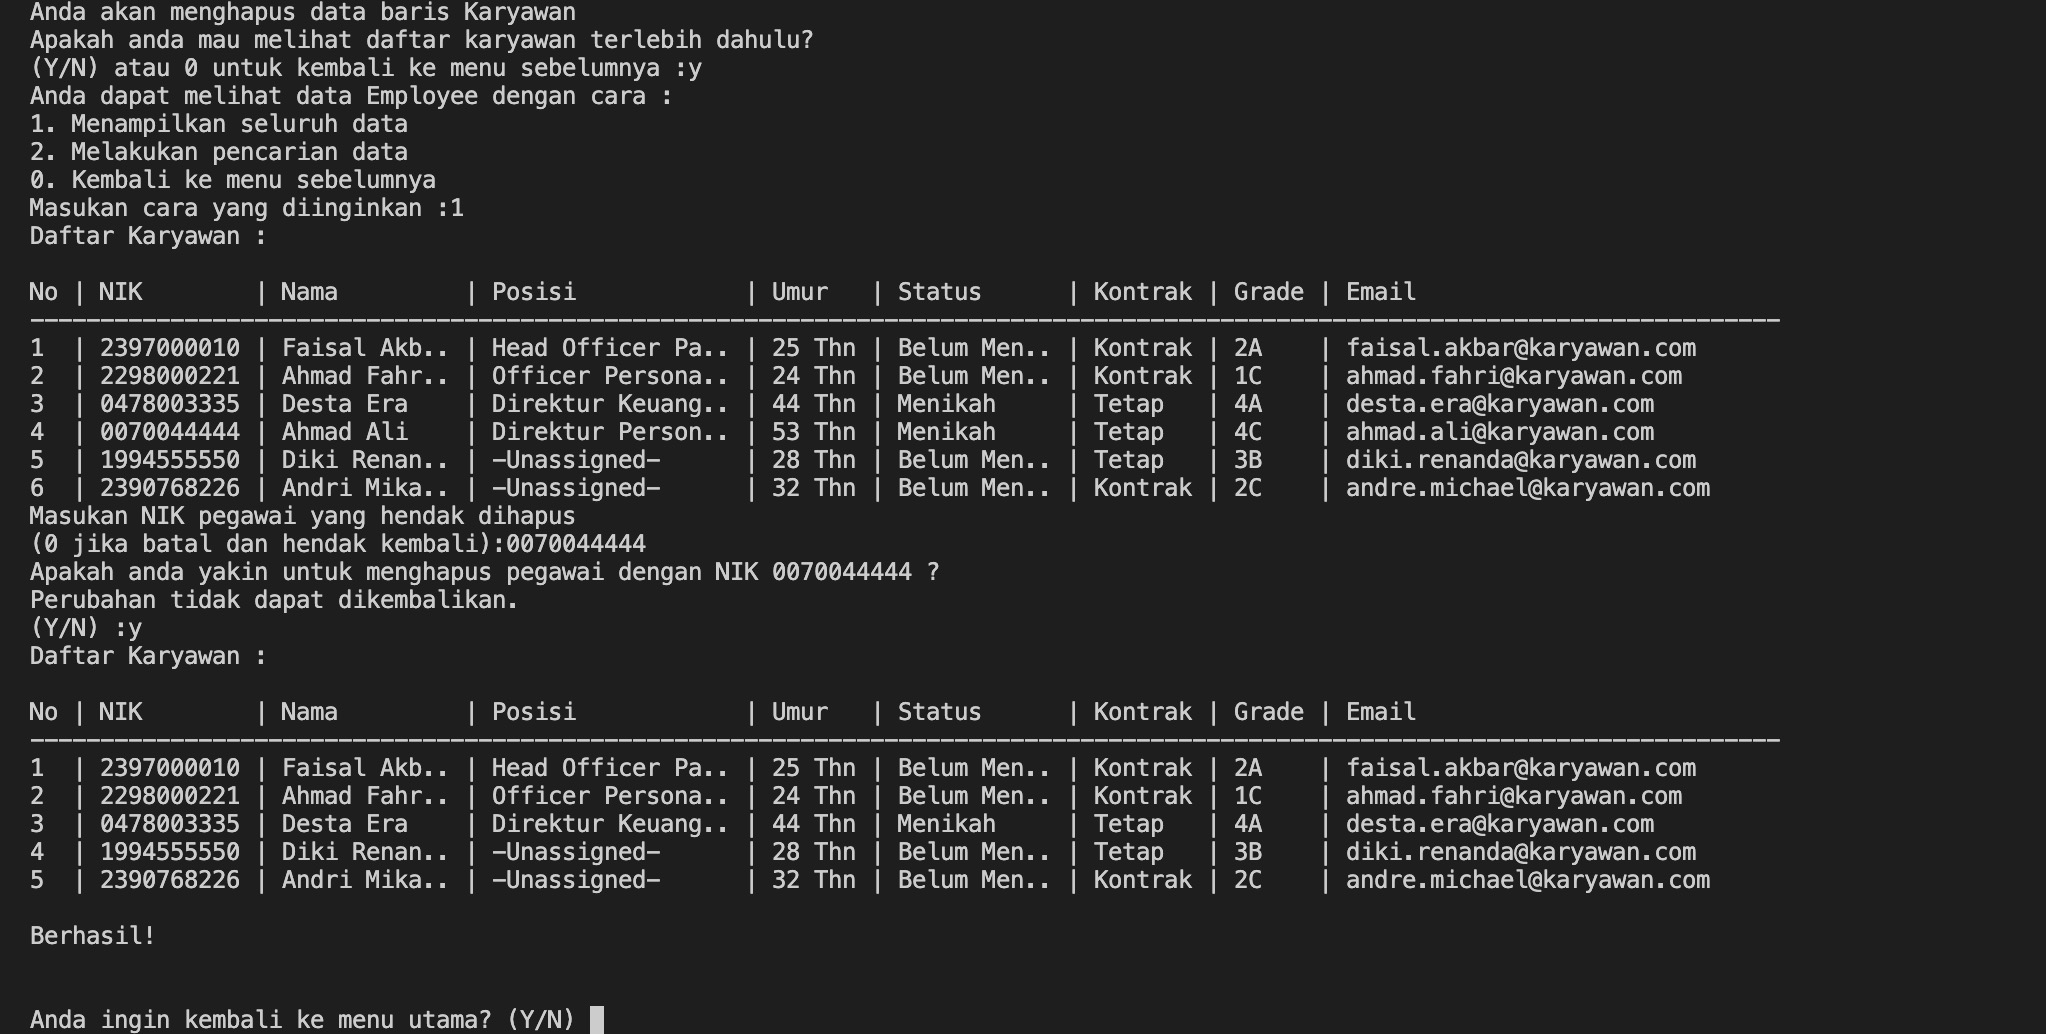 Anda akan menghapus data baris Karyawan
Apakah anda mau melihat daftar karyawan terlebih dahulu?
(Y/N) atau 0 untuk kembali ke menu sebelumnya :y
Anda dapat melihat data Employee dengan cara :
1. Menampilkan seluruh data
2. Melakukan pencarian data
0. Kembali ke menu sebelumnya
Masukan cara yang diinginkan :1
Daftar Karyawan :
No | NIK        | Nama         | Posisi            | Umur   | Status      | Kontrak | Grade | Email
-----------------------------------------------------------------------------------------------------------------------------
1  | 2397000010 | Faisal Akb.. | Head Officer Pa.. | 25 Thn | Belum Men.. | Kontrak | 2A    | faisal.akbar@karyawan.com
2  | 2298000221 | Ahmad Fahr.. | Officer Persona.. | 24 Thn | Belum Men.. | Kontrak | 1C    | ahmad.fahri@karyawan.com
3  | 0478003335 | Desta Era    | Direktur Keuang.. | 44 Thn | Menikah     | Tetap   | 4A    | desta.era@karyawan.com
4  | 0070044444 | Ahmad Ali    | Direktur Person.. | 53 Thn | Menikah     | Tetap   | 4C    | ahmad.ali@karyawan.com
5  | 1994555550 | Diki Renan.. | -Unassigned-      | 28 Thn | Belum Men.. | Tetap   | 3B    | diki.renanda@karyawan.com
6  | 2390768226 | Andri Mika.. | -Unassigned-      | 32 Thn | Belum Men.. | Kontrak | 2C    | andre.michael@karyawan.com
Masukan NIK pegawai yang hendak dihapus
(0 jika batal dan hendak kembali):0070044444
Apakah anda yakin untuk menghapus pegawai dengan NIK 0070044444 ?
Perubahan tidak dapat dikembalikan.
(Y/N) :y
Daftar Karyawan :
No | NIK        | Nama         | Posisi            | Umur   | Status      | Kontrak | Grade | Email
-----------------------------------------------------------------------------------------------------------------------------
1  | 2397000010 | Faisal Akb.. | Head Officer Pa.. | 25 Thn | Belum Men.. | Kontrak | 2A    | faisal.akbar@karyawan.com
2  | 2298000221 | Ahmad Fahr.. | Officer Persona.. | 24 Thn | Belum Men.. | Kontrak | 1C    | ahmad.fahri@karyawan.com
3  | 0478003335 | Desta Era    | Direktur Keuang.. | 44 Thn | Menikah     | Tetap   | 4A    | desta.era@karyawan.com
4  | 1994555550 | Diki Renan.. | -Unassigned-      | 28 Thn | Belum Men.. | Tetap   | 3B    | diki.renanda@karyawan.com
5  | 2390768226 | Andri Mika.. | -Unassigned-      | 32 Thn | Belum Men.. | Kontrak | 2C    | andre.michael@karyawan.com
Berhasil!
Anda ingin kembali ke menu utama? (Y/N)